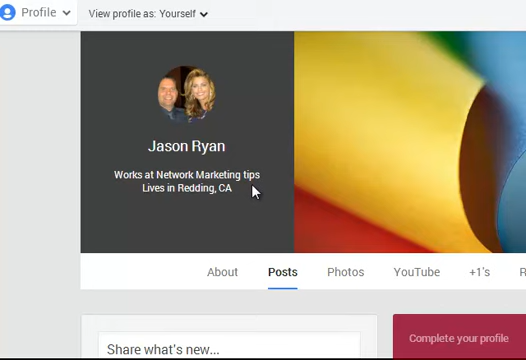 Profile
View profile as: Yourself
Jason Ryan
Works at Network Marketing tips
Lives in Redding, CA
About Posts Photos YouTube +1's R
Share what's new...
Complete your profile